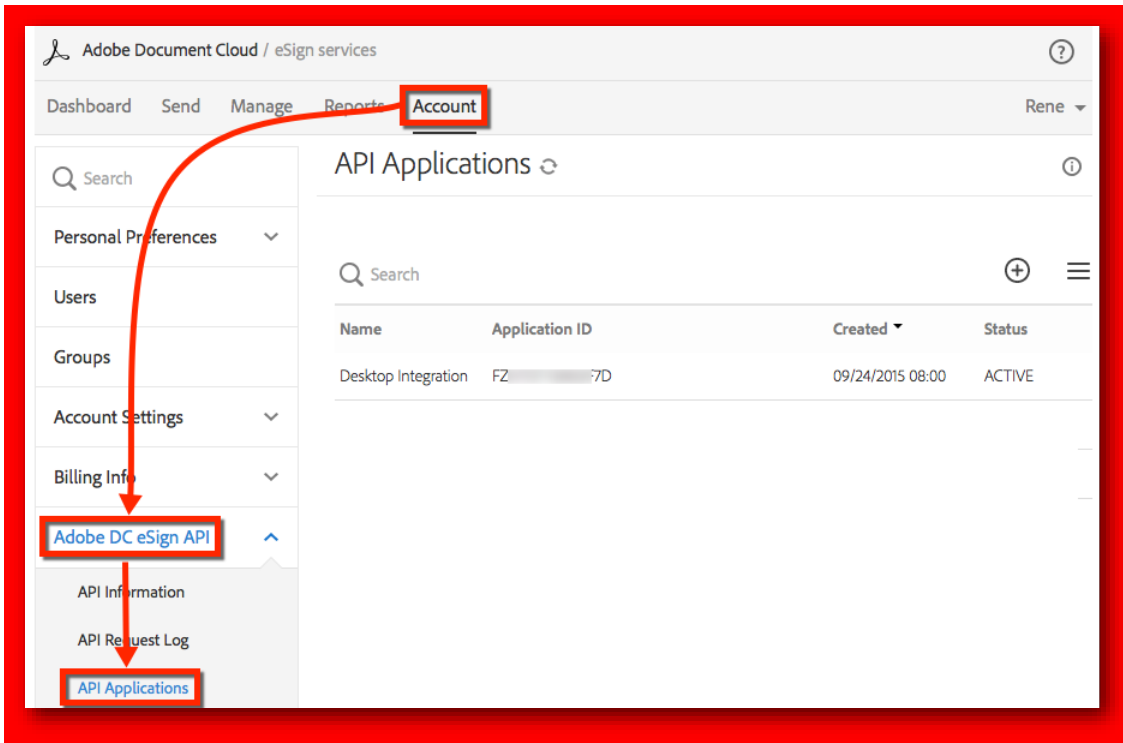 Adobe Document Cloud / eSign services
Dashboard Send Manage Reports Account Rene
Search
API Applications
Personal Preferences
Search
Users
Name Application ID Created Status
Groups
Desktop Integration FZ F7D 09/24/2015 08:00 ACTIVE
Account Settings
Billing Info
Adobe DC eSign API
API Information
API Request Log
API Applications